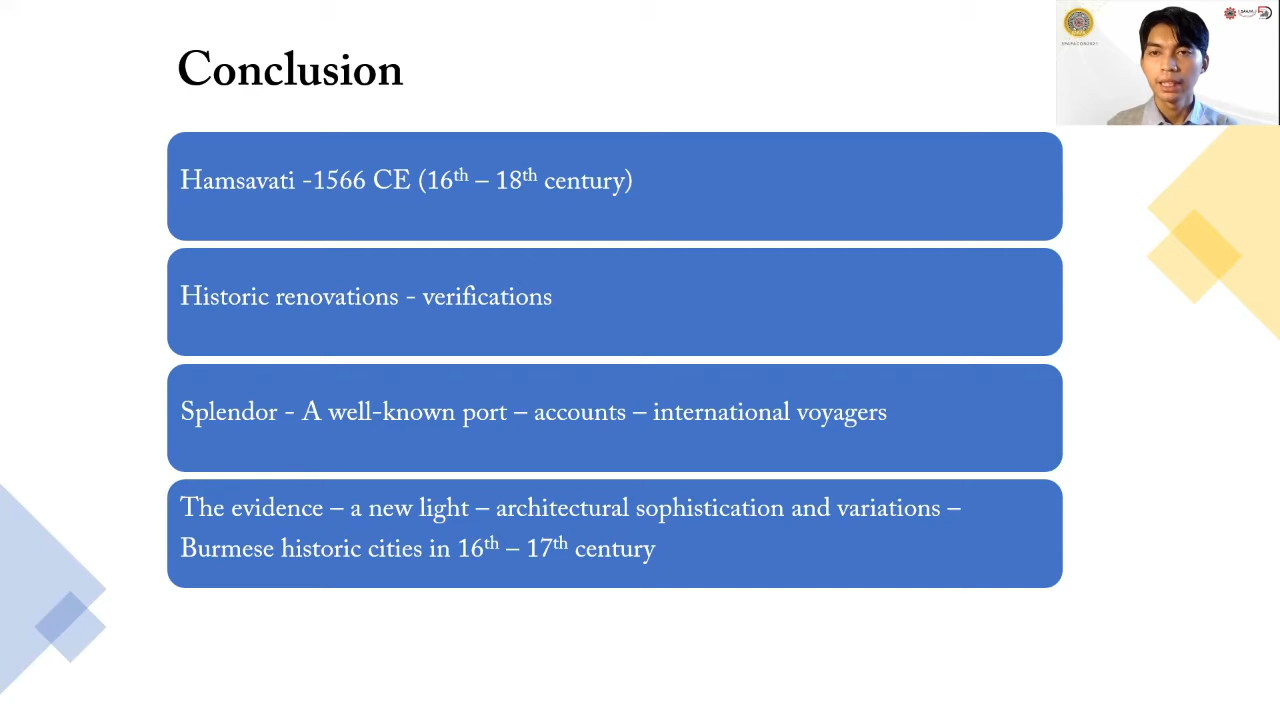 Conclusion
Hamsavati -1566 CE (16th – 18th century)
Historic renovations - verifications
Splendor - A well-known port – accounts – international voyagers
The evidence – a new light – architectural sophistication and variations –
Burmese historic cities in 16th – 17th century